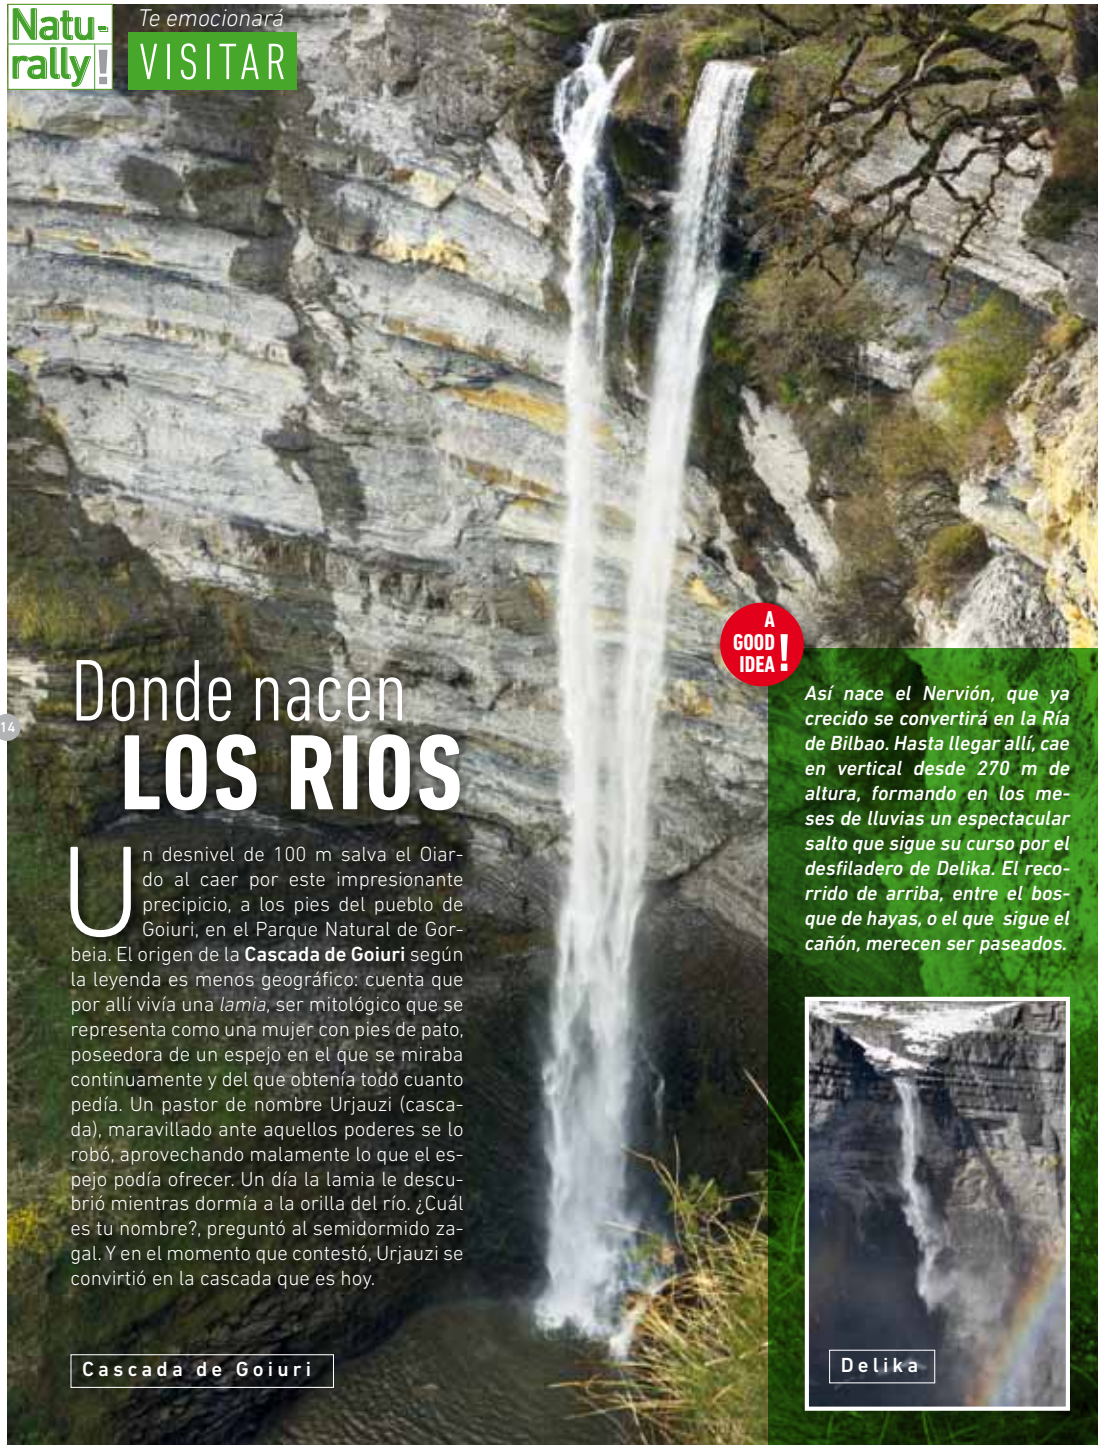 Natu-
rally!
Te emocionará
VISITAR
Donde nacen
LOS RIOS
14
Un desnivel de 100 m salva el Oiar-
do al caer por este impresionante
precipicio, a los pies del pueblo de
Goiuri, en el Parque Natural de Gor-
beia. El origen de la Cascada de Goiuri según
la leyenda es menos geográfico: cuenta que
por allí vivía una lamia, ser mitológico que se
representa como una mujer con pies de pato,
poseedora de un espejo en el que se miraba
continuamente y del que obtenía todo cuanto
pedía. Un pastor de nombre Urjauzi (casca-
da), maravillado ante aquellos poderes se lo
robó, aprovechando malamente lo que el es-
pejo podía ofrecer. Un día la lamia le descu-
brió mientras dormía a la orilla del río. ¿Cuál
es tu nombre?, preguntó al semidormido za-
gal. Y en el momento que contestó, Urjauzi se
convirtió en la cascada que es hoy.
Cascada de Goiuri
A
GOOD
IDEA!
Así nace el Nervión, que ya
crecido se convertirá en la Ría
de Bilbao. Hasta llegar allí, cae
en vertical desde 270 m de
altura, formando en los me-
ses de lluvias un espectacular
salto que sigue su curso por el
desfiladero de Delika. El reco-
rrido de arriba, entre el bos-
que de hayas, o el que sigue el
cañón, merecen ser paseados.
Delika